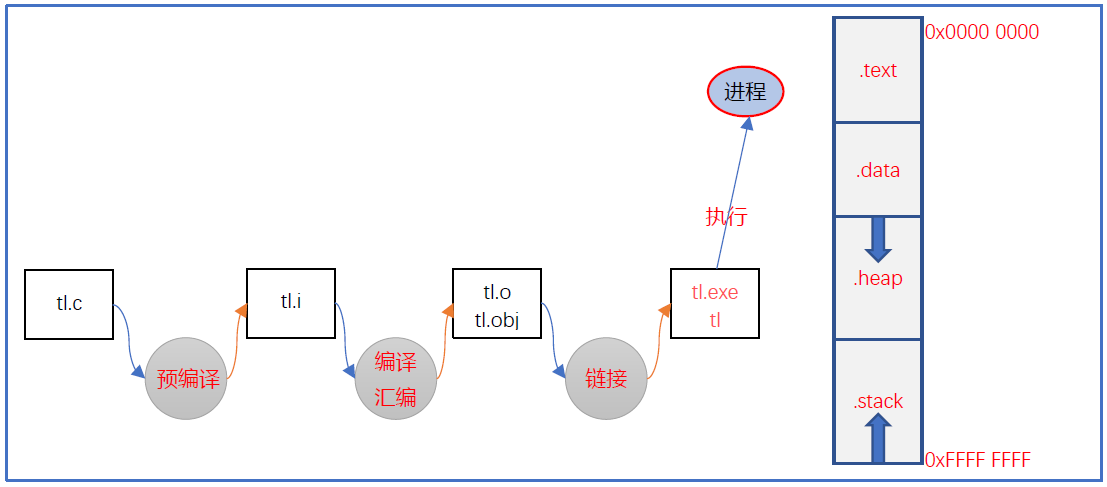 0x0000 0000
.text
进程
.data
执行
tl.c
tl.i
tl.o
tl.obj
tl.exe
tl
.heap
预编译
编译
汇编
链接
.stack
0xFFFF FFFF